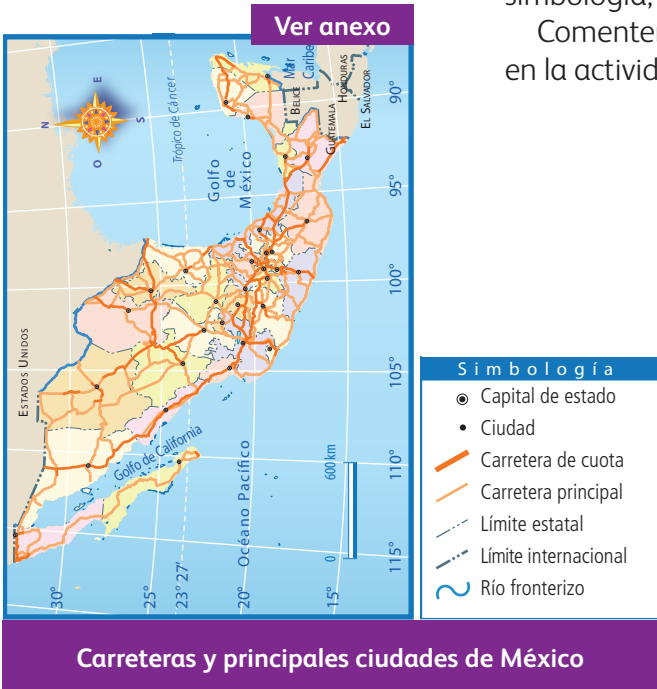 simbología,
Comenten
en la activid
Ver anexo
N
E
S
O
ESTADOS UNIDOS
Trópico de Cáncer
Golfo
de
México
Mar
Caribe
BELICE
GUATEMALA
HONDURAS
EL SALVADOR
Golfo de California
Océano Pacífico
0
600 km
30°
25°
23° 27'
20°
15°
115°
110°
105°
100°
95°
90°
Simbología
Capital de estado
Ciudad
Carretera de cuota
Carretera principal
Límite estatal
Límite internacional
Río fronterizo
Carreteras y principales ciudades de México